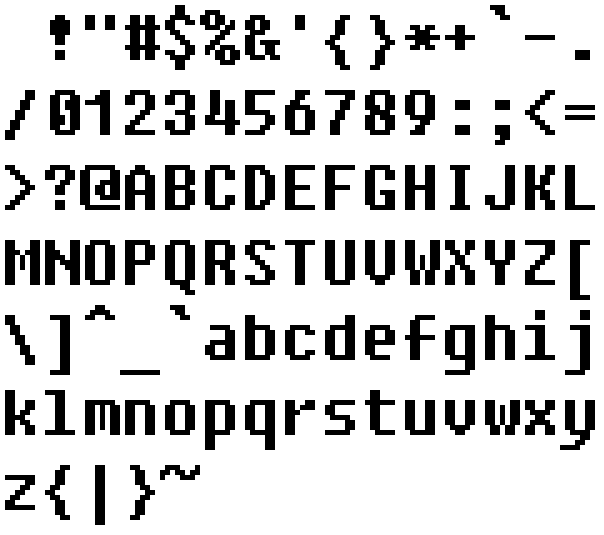 !"#$%&'{}*+`-.
/0123456789:;<=
>?@ABCDEFGHIJKL
MNOPQRSTUVWXYZ[
\]^_`abcdefghij
klmnopqrstuvwxy
z{|}~